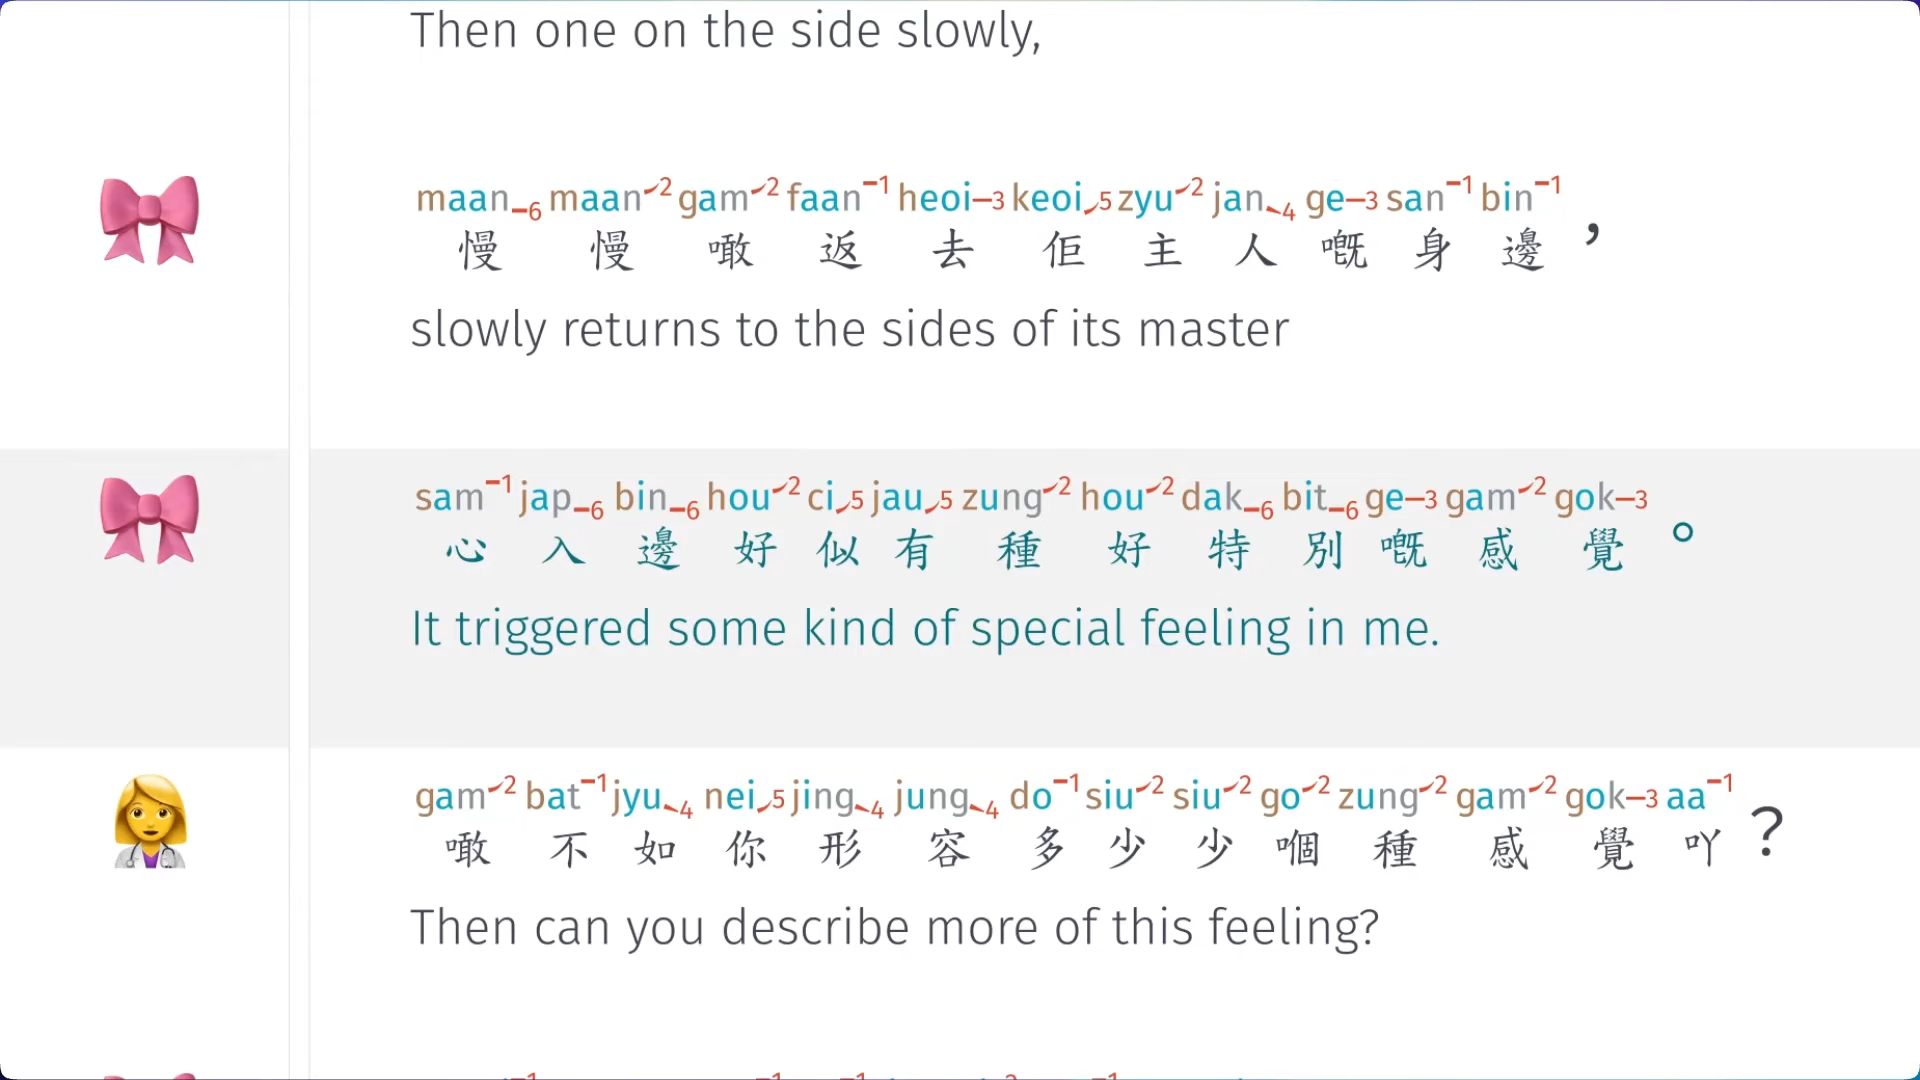 Then one on the side slowly,
maan6 maan2 gam2 faan1 heoi3 keoi5 zyu2 jan4 ge3 san1 bin1
慢慢噉返去佢主人嘅身邊，
slowly returns to the sides of its master
sam1 jap6 bin6 hou2 ci5 jau5 zung2 hou2 dak6 bit6 ge3 gam2 gok3
心入邊好似有種好特別嘅感覺。
It triggered some kind of special feeling in me.
gam2 bat1 jyu4 nei5 jing4 jung4 do1 siu2 siu2 go2 zung2 gam2 gok3 aa1
噉不如你形容多少少嗰種感覺吖？
Then can you describe more of this feeling?